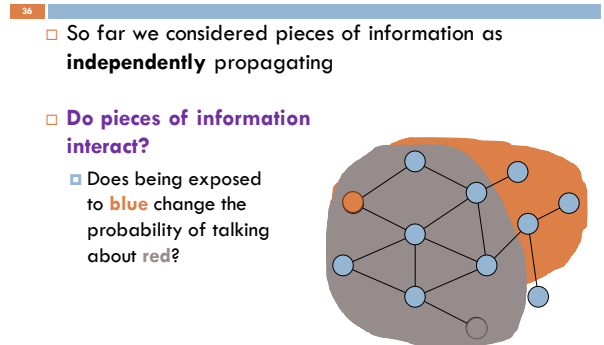 36
So far we considered pieces of information as
independently propagating
Do pieces of information
interact?
Does being exposed
to blue change the
probability of talking
about red?